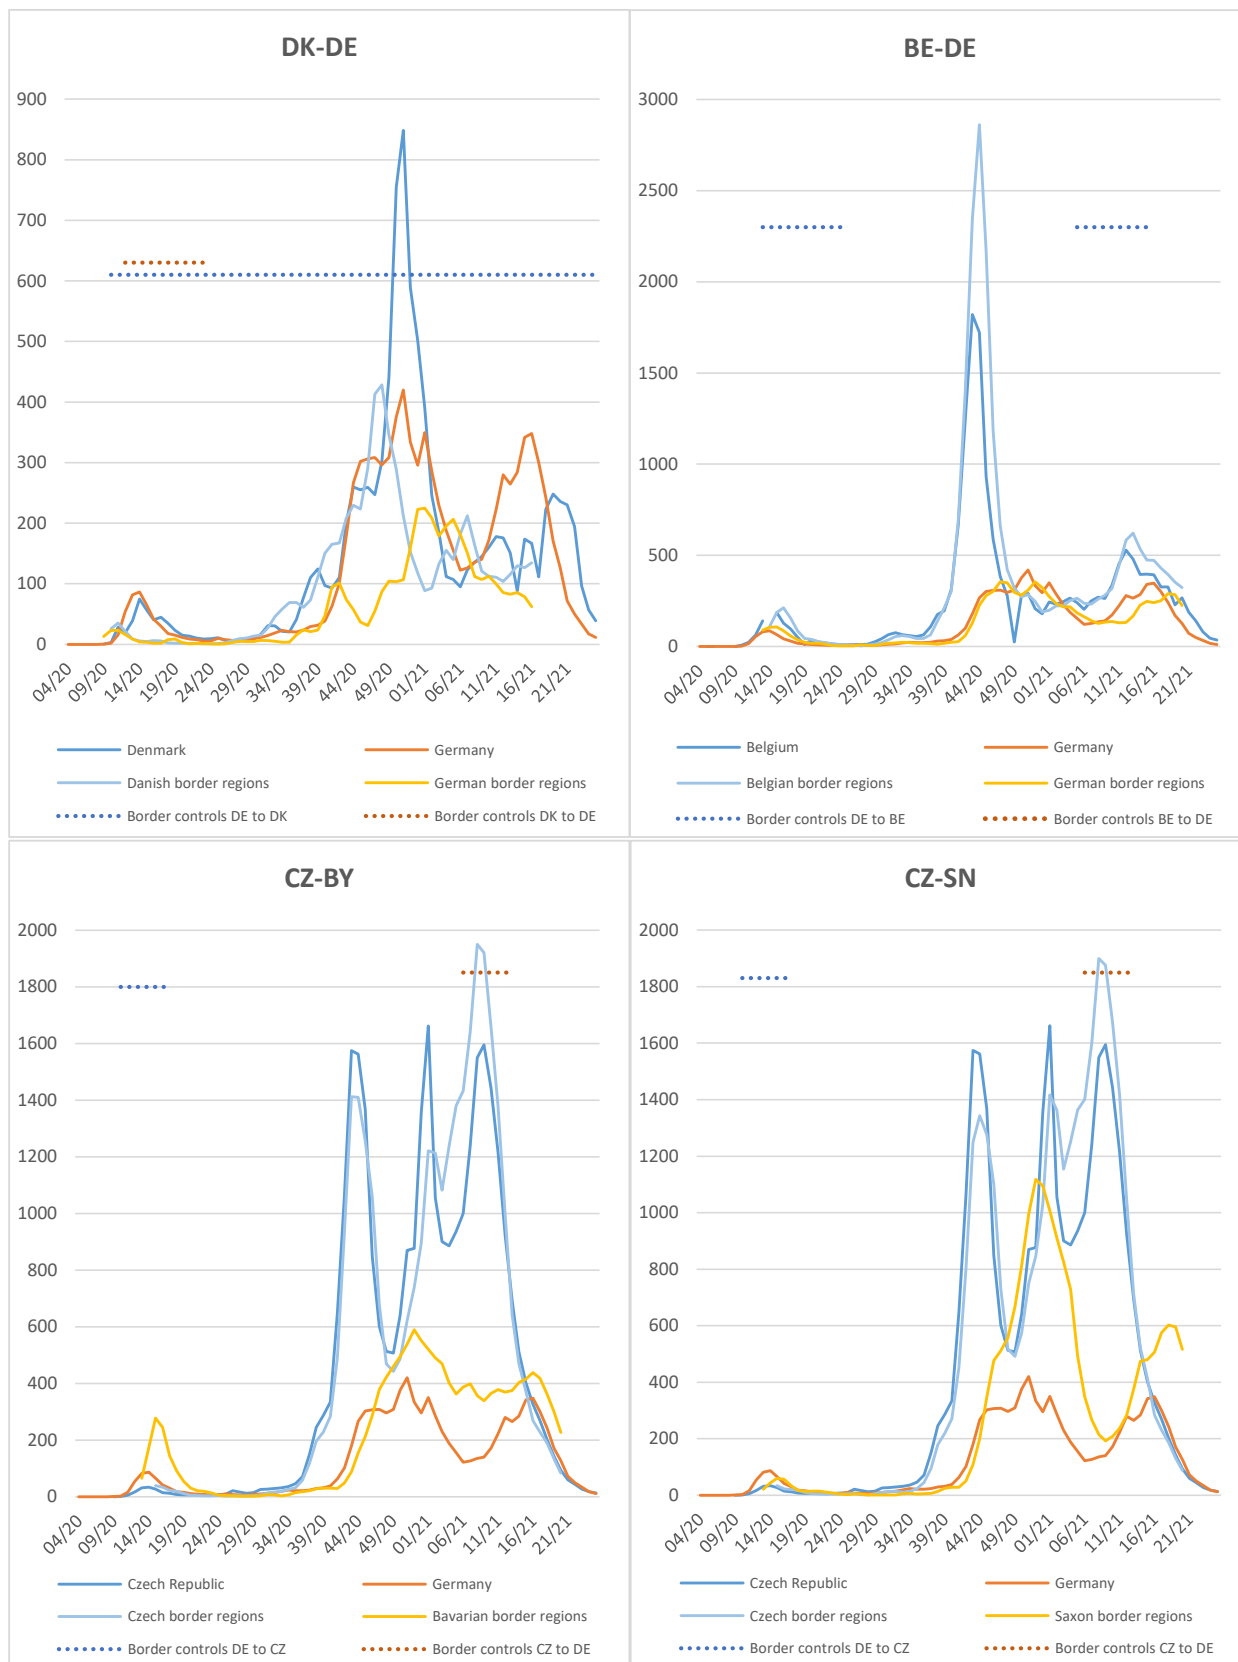 DK-DE
900
800
700
600
500
400
300
200
100
0
04/20 09/20 14/20 19/20 24/20 29/20 34/20 39/20 44/20 49/20 01/21 06/21 11/21 16/21 21/21
Denmark Germany
Danish border regions German border regions
Border controls DE to DK Border controls DK to DE
BE-DE
3000
2500
2000
1500
1000
500
0
04/20 09/20 14/20 19/20 24/20 29/20 34/20 39/20 44/20 49/20 01/21 06/21 11/21 16/21 21/21
Belgium Germany
Belgian border regions German border regions
Border controls DE to BE Border controls BE to DE
CZ-BY
2000
1800
1600
1400
1200
1000
800
600
400
200
0
04/20 09/20 14/20 19/20 24/20 29/20 34/20 39/20 44/20 49/20 01/21 06/21 11/21 16/21 21/21
Czech Republic Germany
Czech border regions Bavarian border regions
Border controls DE to CZ Border controls CZ to DE
CZ-SN
2000
1800
1600
1400
1200
1000
800
600
400
200
0
04/20 09/20 14/20 19/20 24/20 29/20 34/20 39/20 44/20 49/20 01/21 06/21 11/21 16/21 21/21
Czech Republic Germany
Czech border regions Saxon border regions
Border controls DE to CZ Border controls CZ to DE